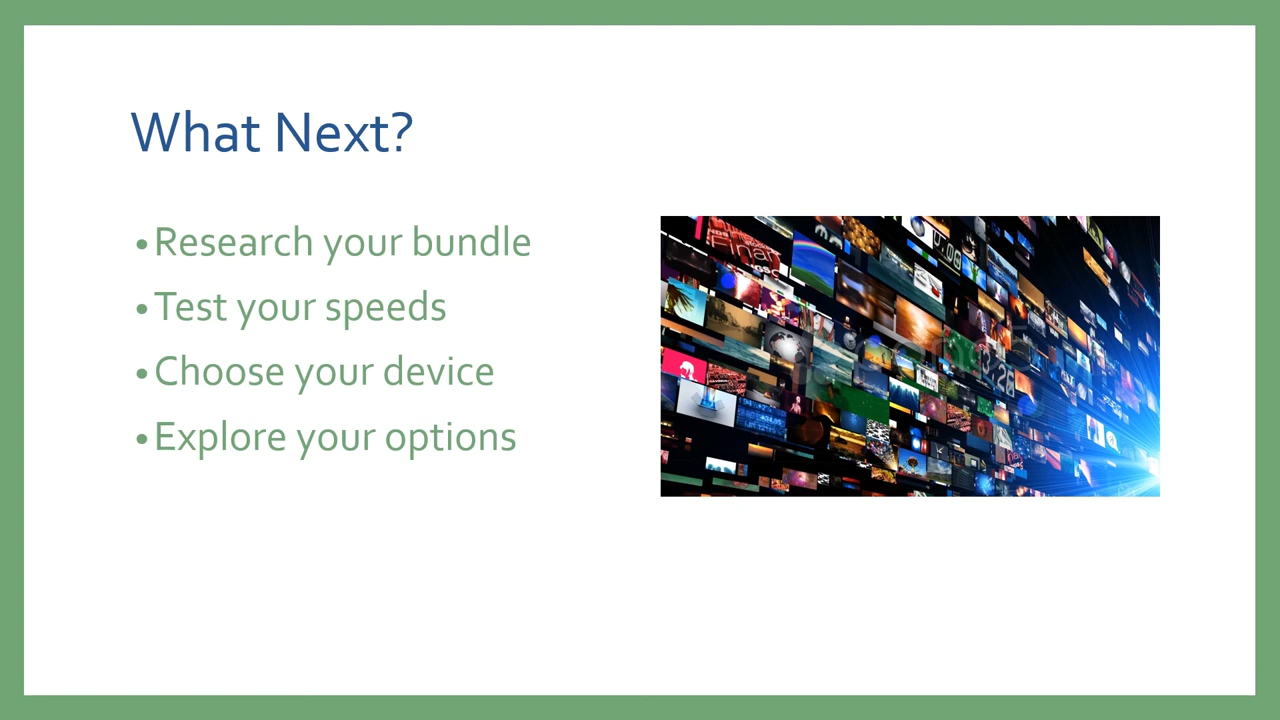 What Next?
• Research your bundle
• Test your speeds
• Choose your device
• Explore your options